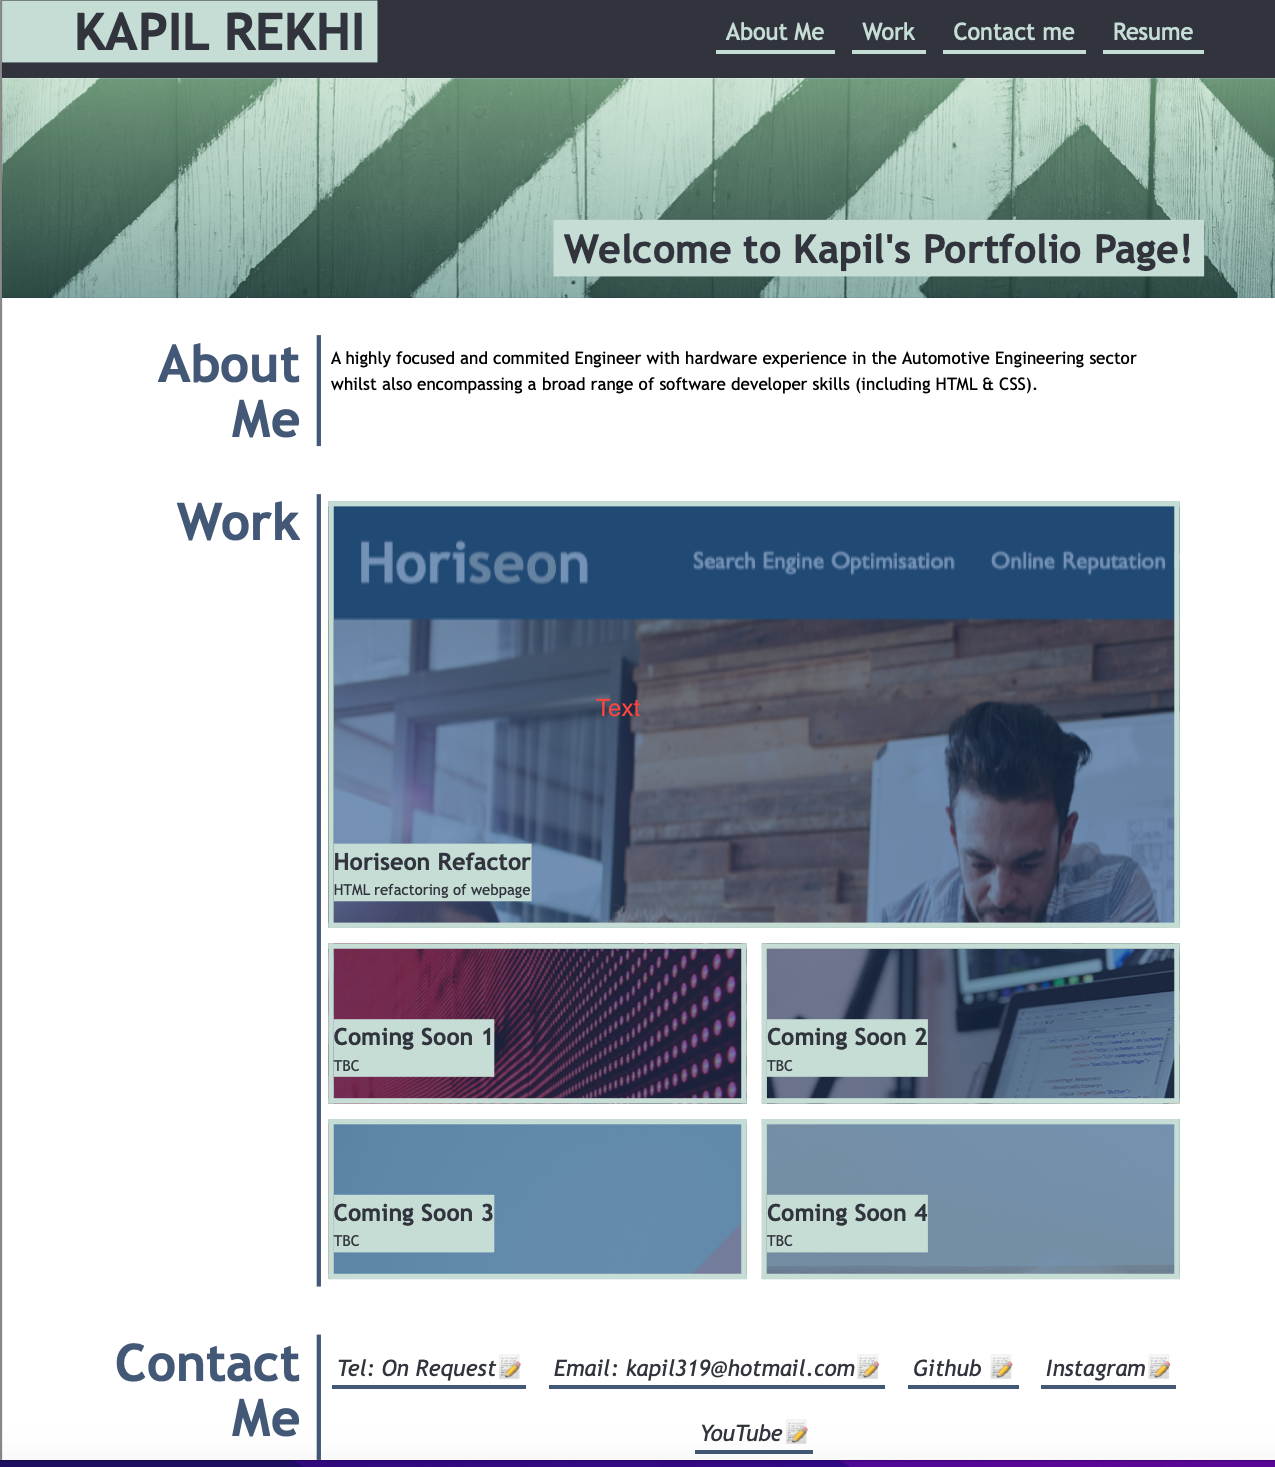 KAPIL REKHI
About Me Work Contact me Resume
Welcome to Kapil's Portfolio Page!
About
Me
A highly focused and commited Engineer with hardware experience in the Automotive Engineering sector
whilst also encompassing a broad range of software developer skills (including HTML & CSS).
Work
Horiseon Search Engine Optimisation Online Reputation
Text
Horiseon Refactor
HTML refactoring of webpage
Coming Soon 1
TBC
Coming Soon 2
TBC
Coming Soon 3
TBC
Coming Soon 4
TBC
Contact
Me
Tel: On Request📝 Email: kapil319@hotmail.com📝 Github 📝 Instagram📝
YouTube📝